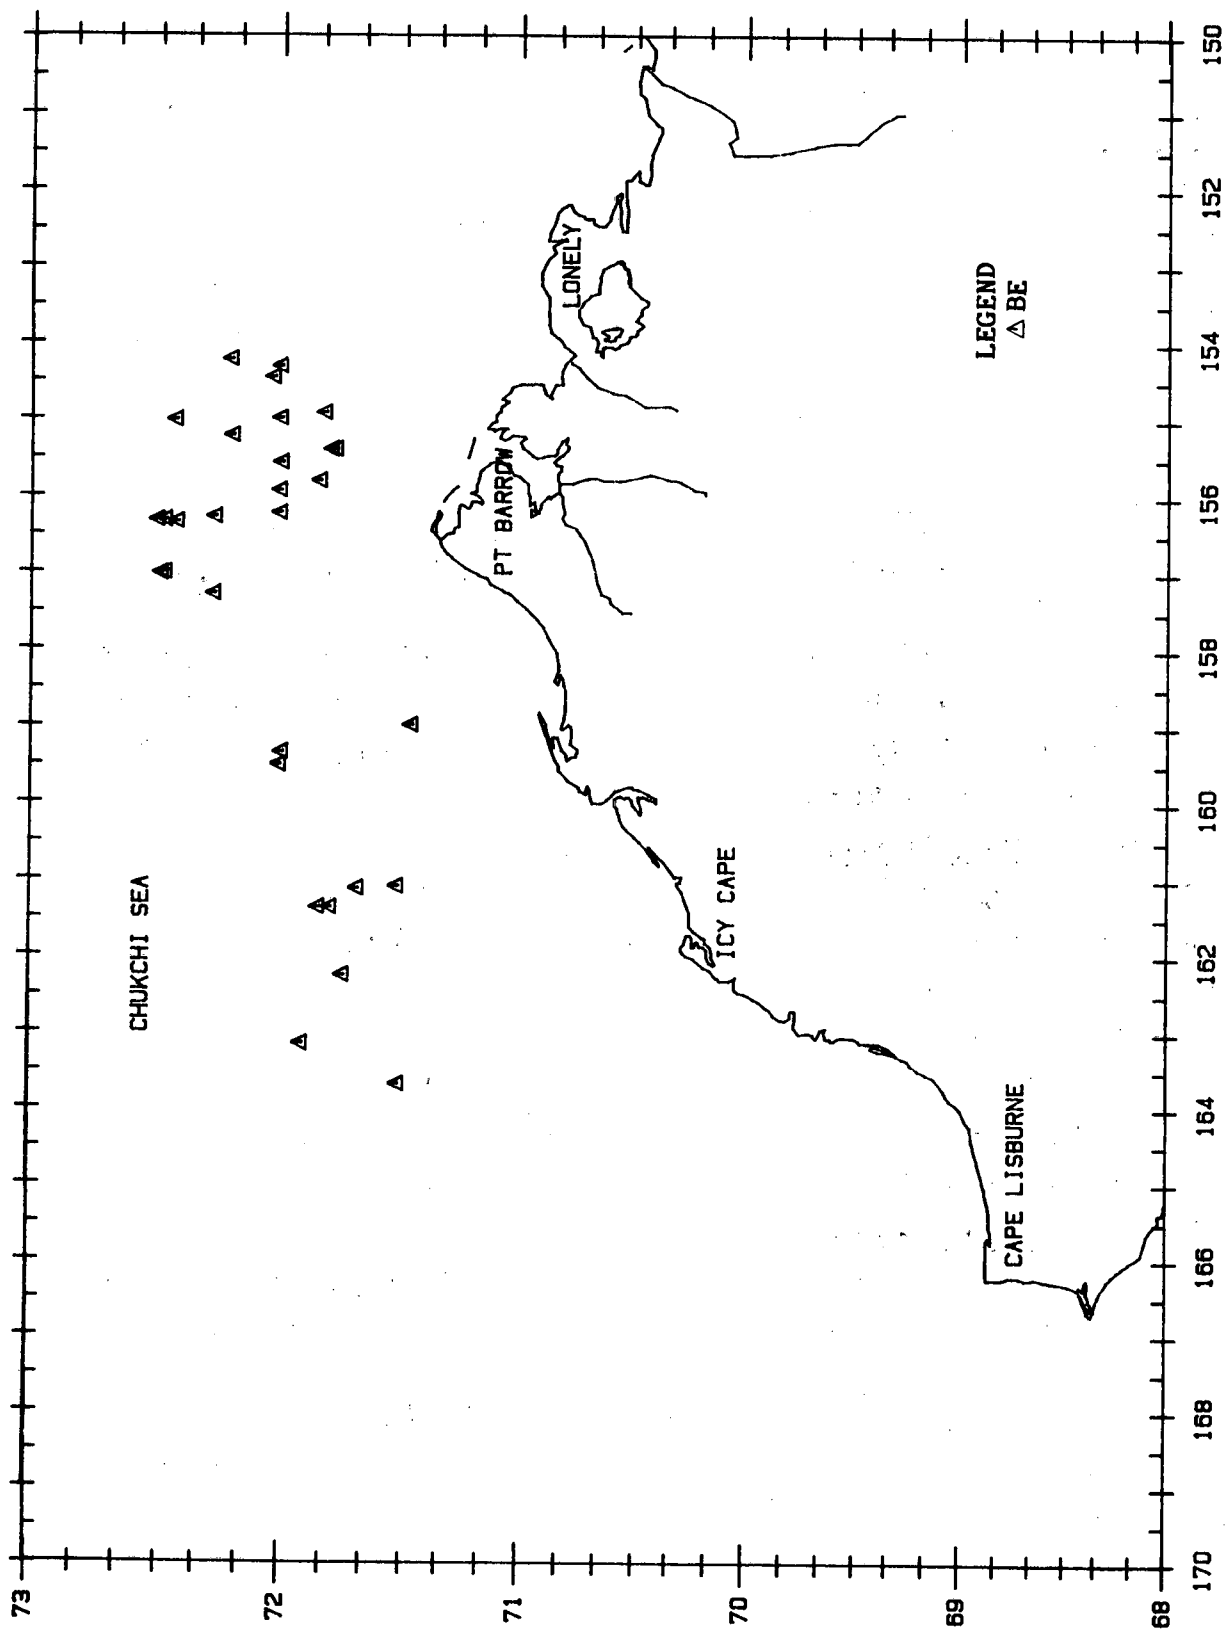 CHUKCHI SEA
LONELY
PT BARROW
ICY CAPE
CAPE LISBURNE
LEGEND
△ BE
73
72
71
70
69
68
170
168
166
164
162
160
158
156
154
152
150